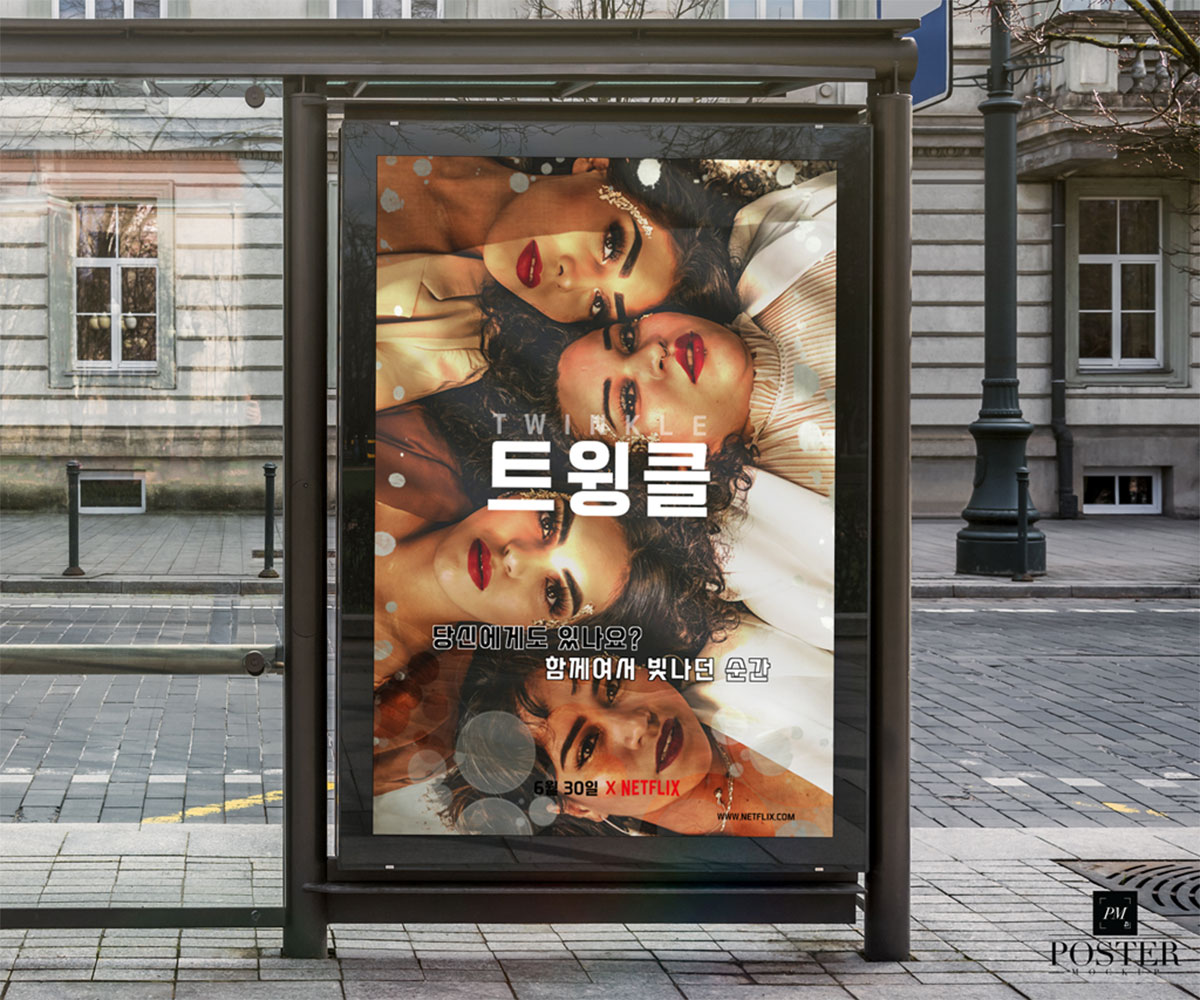 TWINKLE
트윙클
당신에게도 있나요?
함께여서 빛나던 순간
6월 30일 X NETFLIX
WWW.NETFLIX.COM
PM
POSTER
MOCKUP